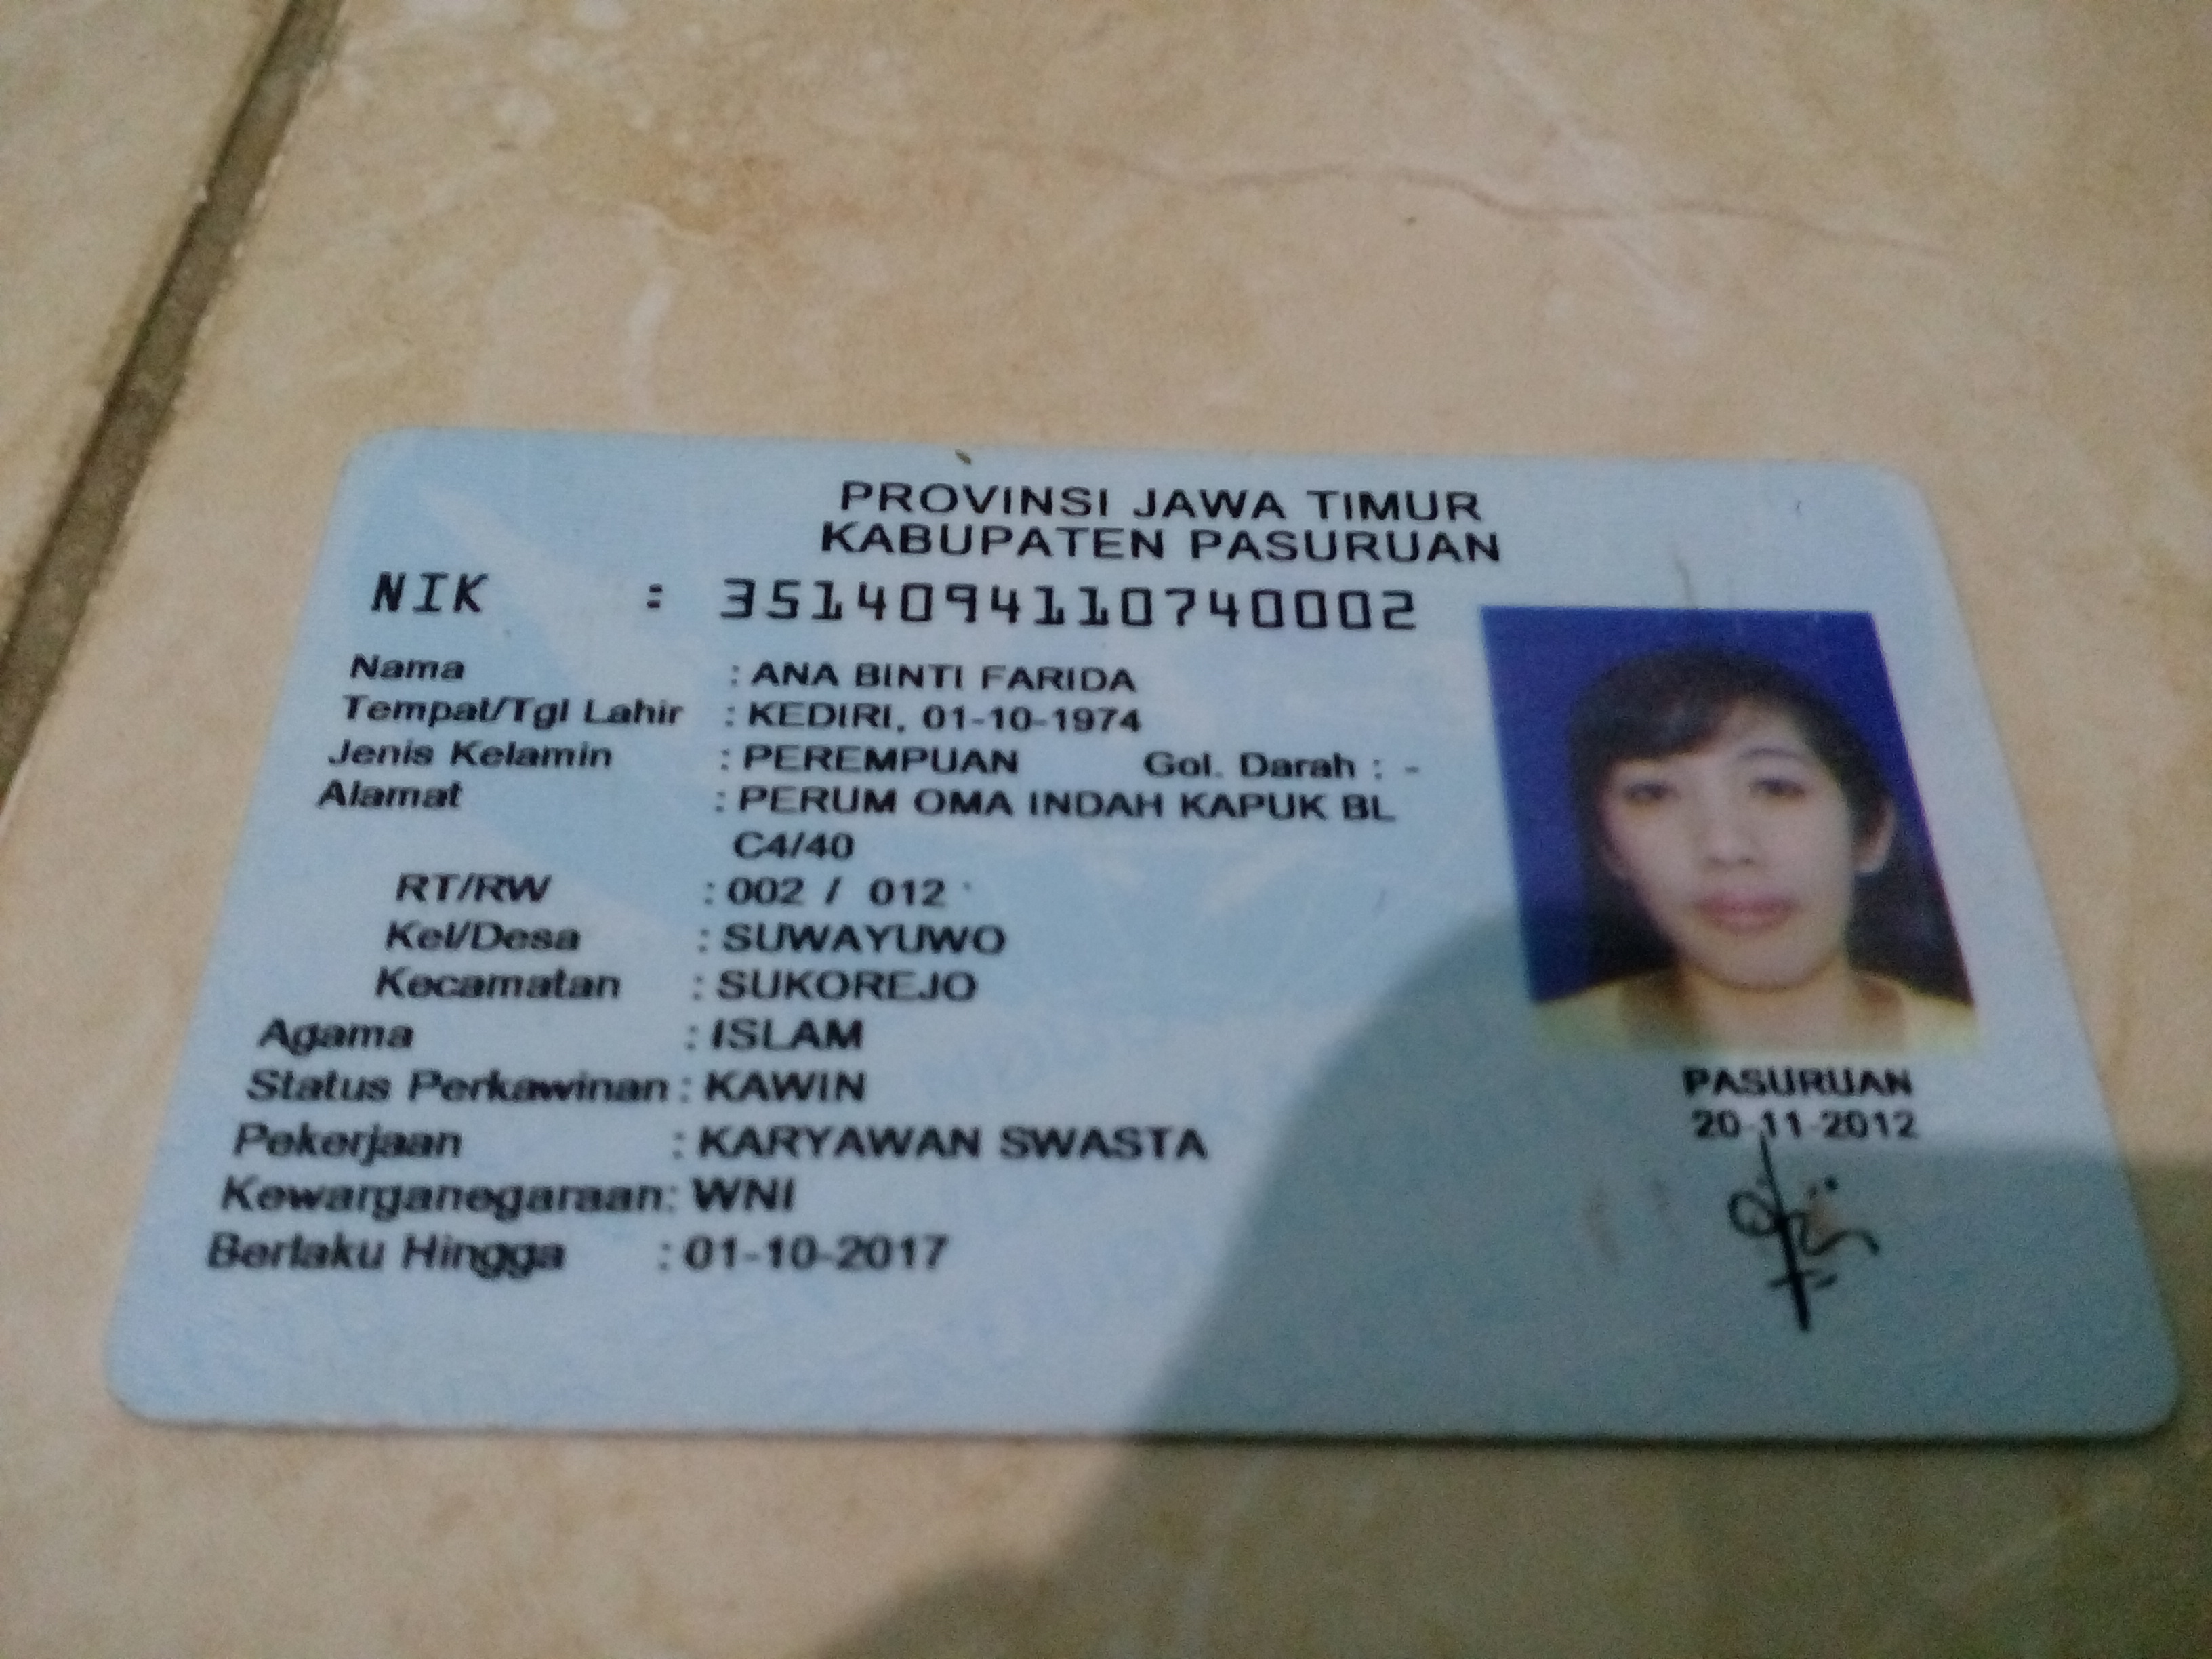 PROVINSI JAWA TIMUR
KABUPATEN PASURUAN
NIK : 3514094110740002
Nama : ANA BINTI FARIDA
Tempat/Tgl Lahir : KEDIRI, 01-10-1974
Jenis Kelamin : PEREMPUAN Gol. Darah : -
Alamat : PERUM OMA INDAH KAPUK BL
C4/40
RT/RW : 002 / 012
Kel/Desa : SUWAYUWO
Kecamatan : SUKOREJO
Agama : ISLAM
Status Perkawinan : KAWIN
Pekerjaan : KARYAWAN SWASTA
Kewarganegaraan: WNI
Berlaku Hingga : 01-10-2017
PASURUAN
20-11-2012